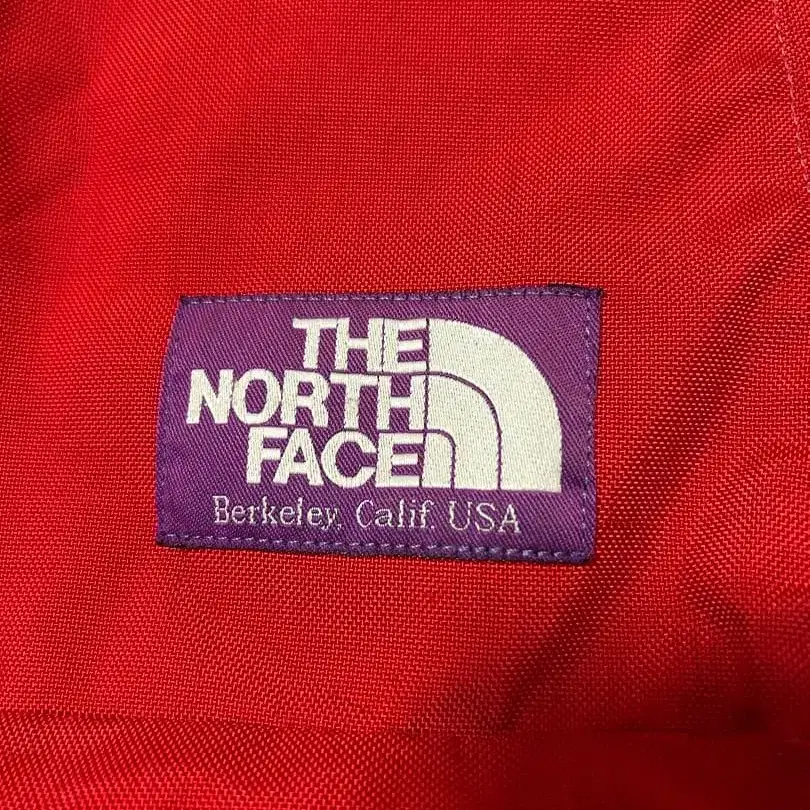 THE
NORTH
FACE
Berkeley, Calif. USA